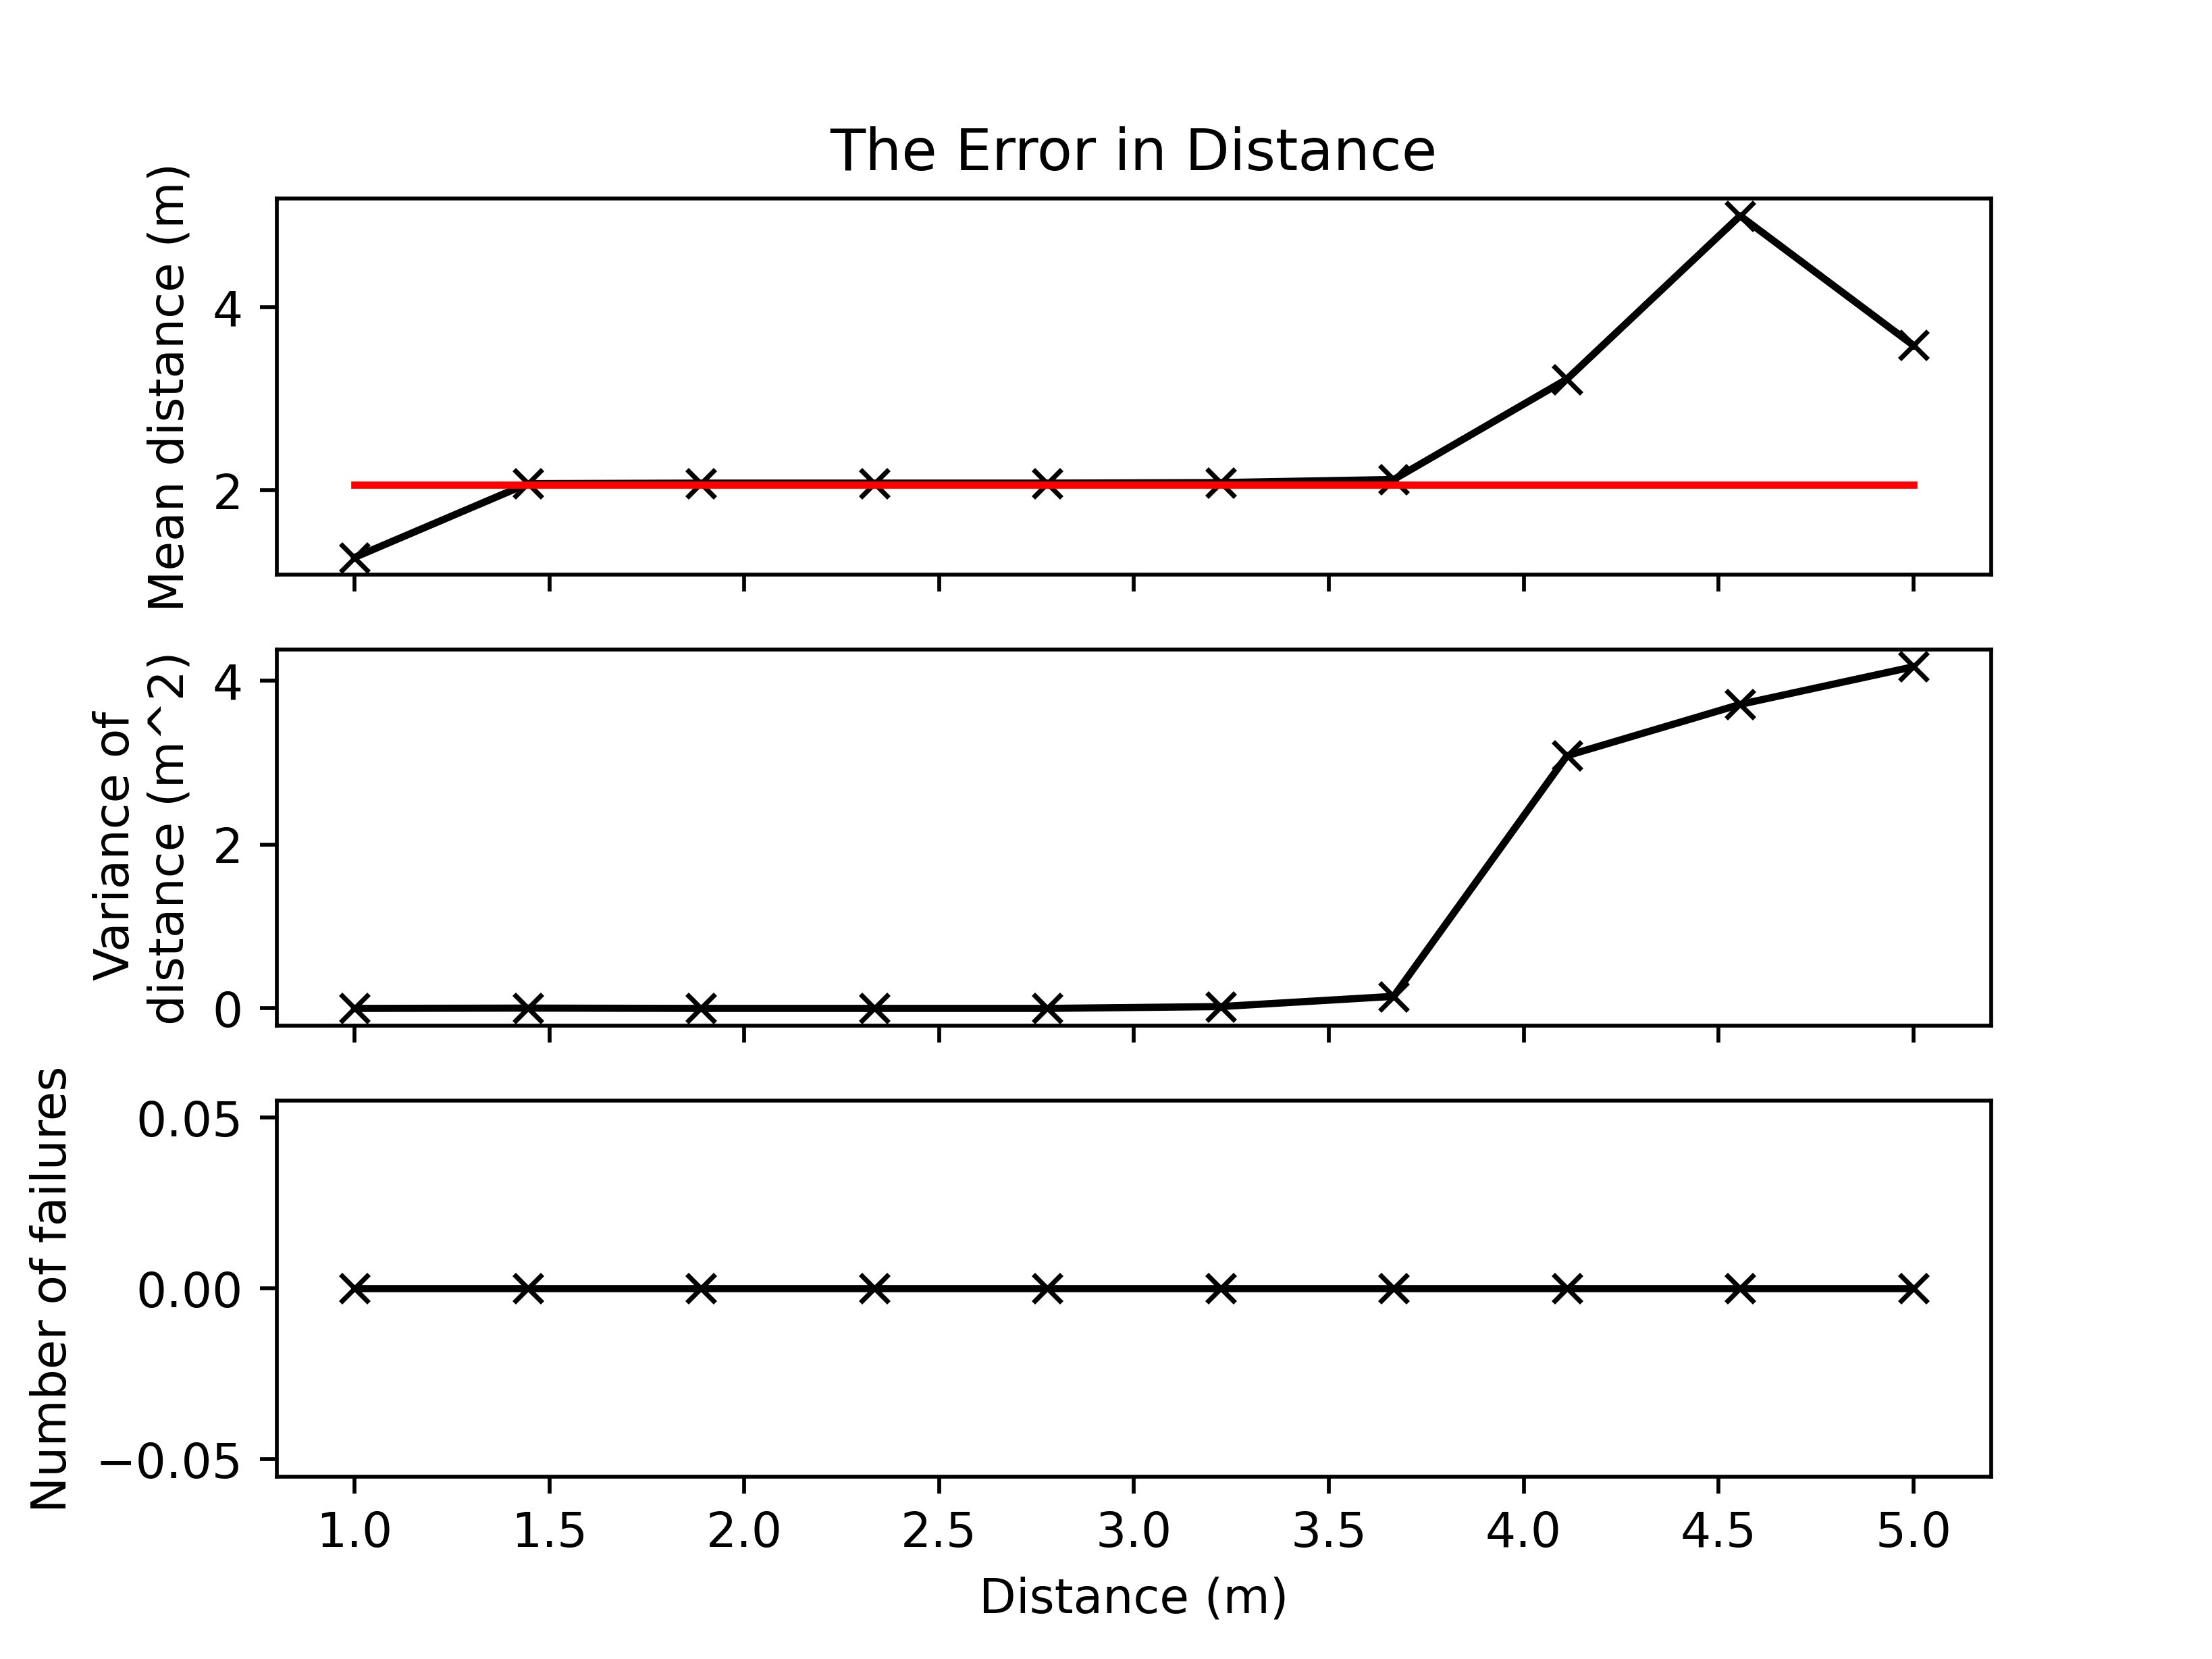 The Error in Distance
Mean distance (m)
4
2
Variance of
distance (m^2)
4
2
0
Number of failures
0.05
0.00
−0.05
1.0 1.5 2.0 2.5 3.0 3.5 4.0 4.5 5.0
Distance (m)